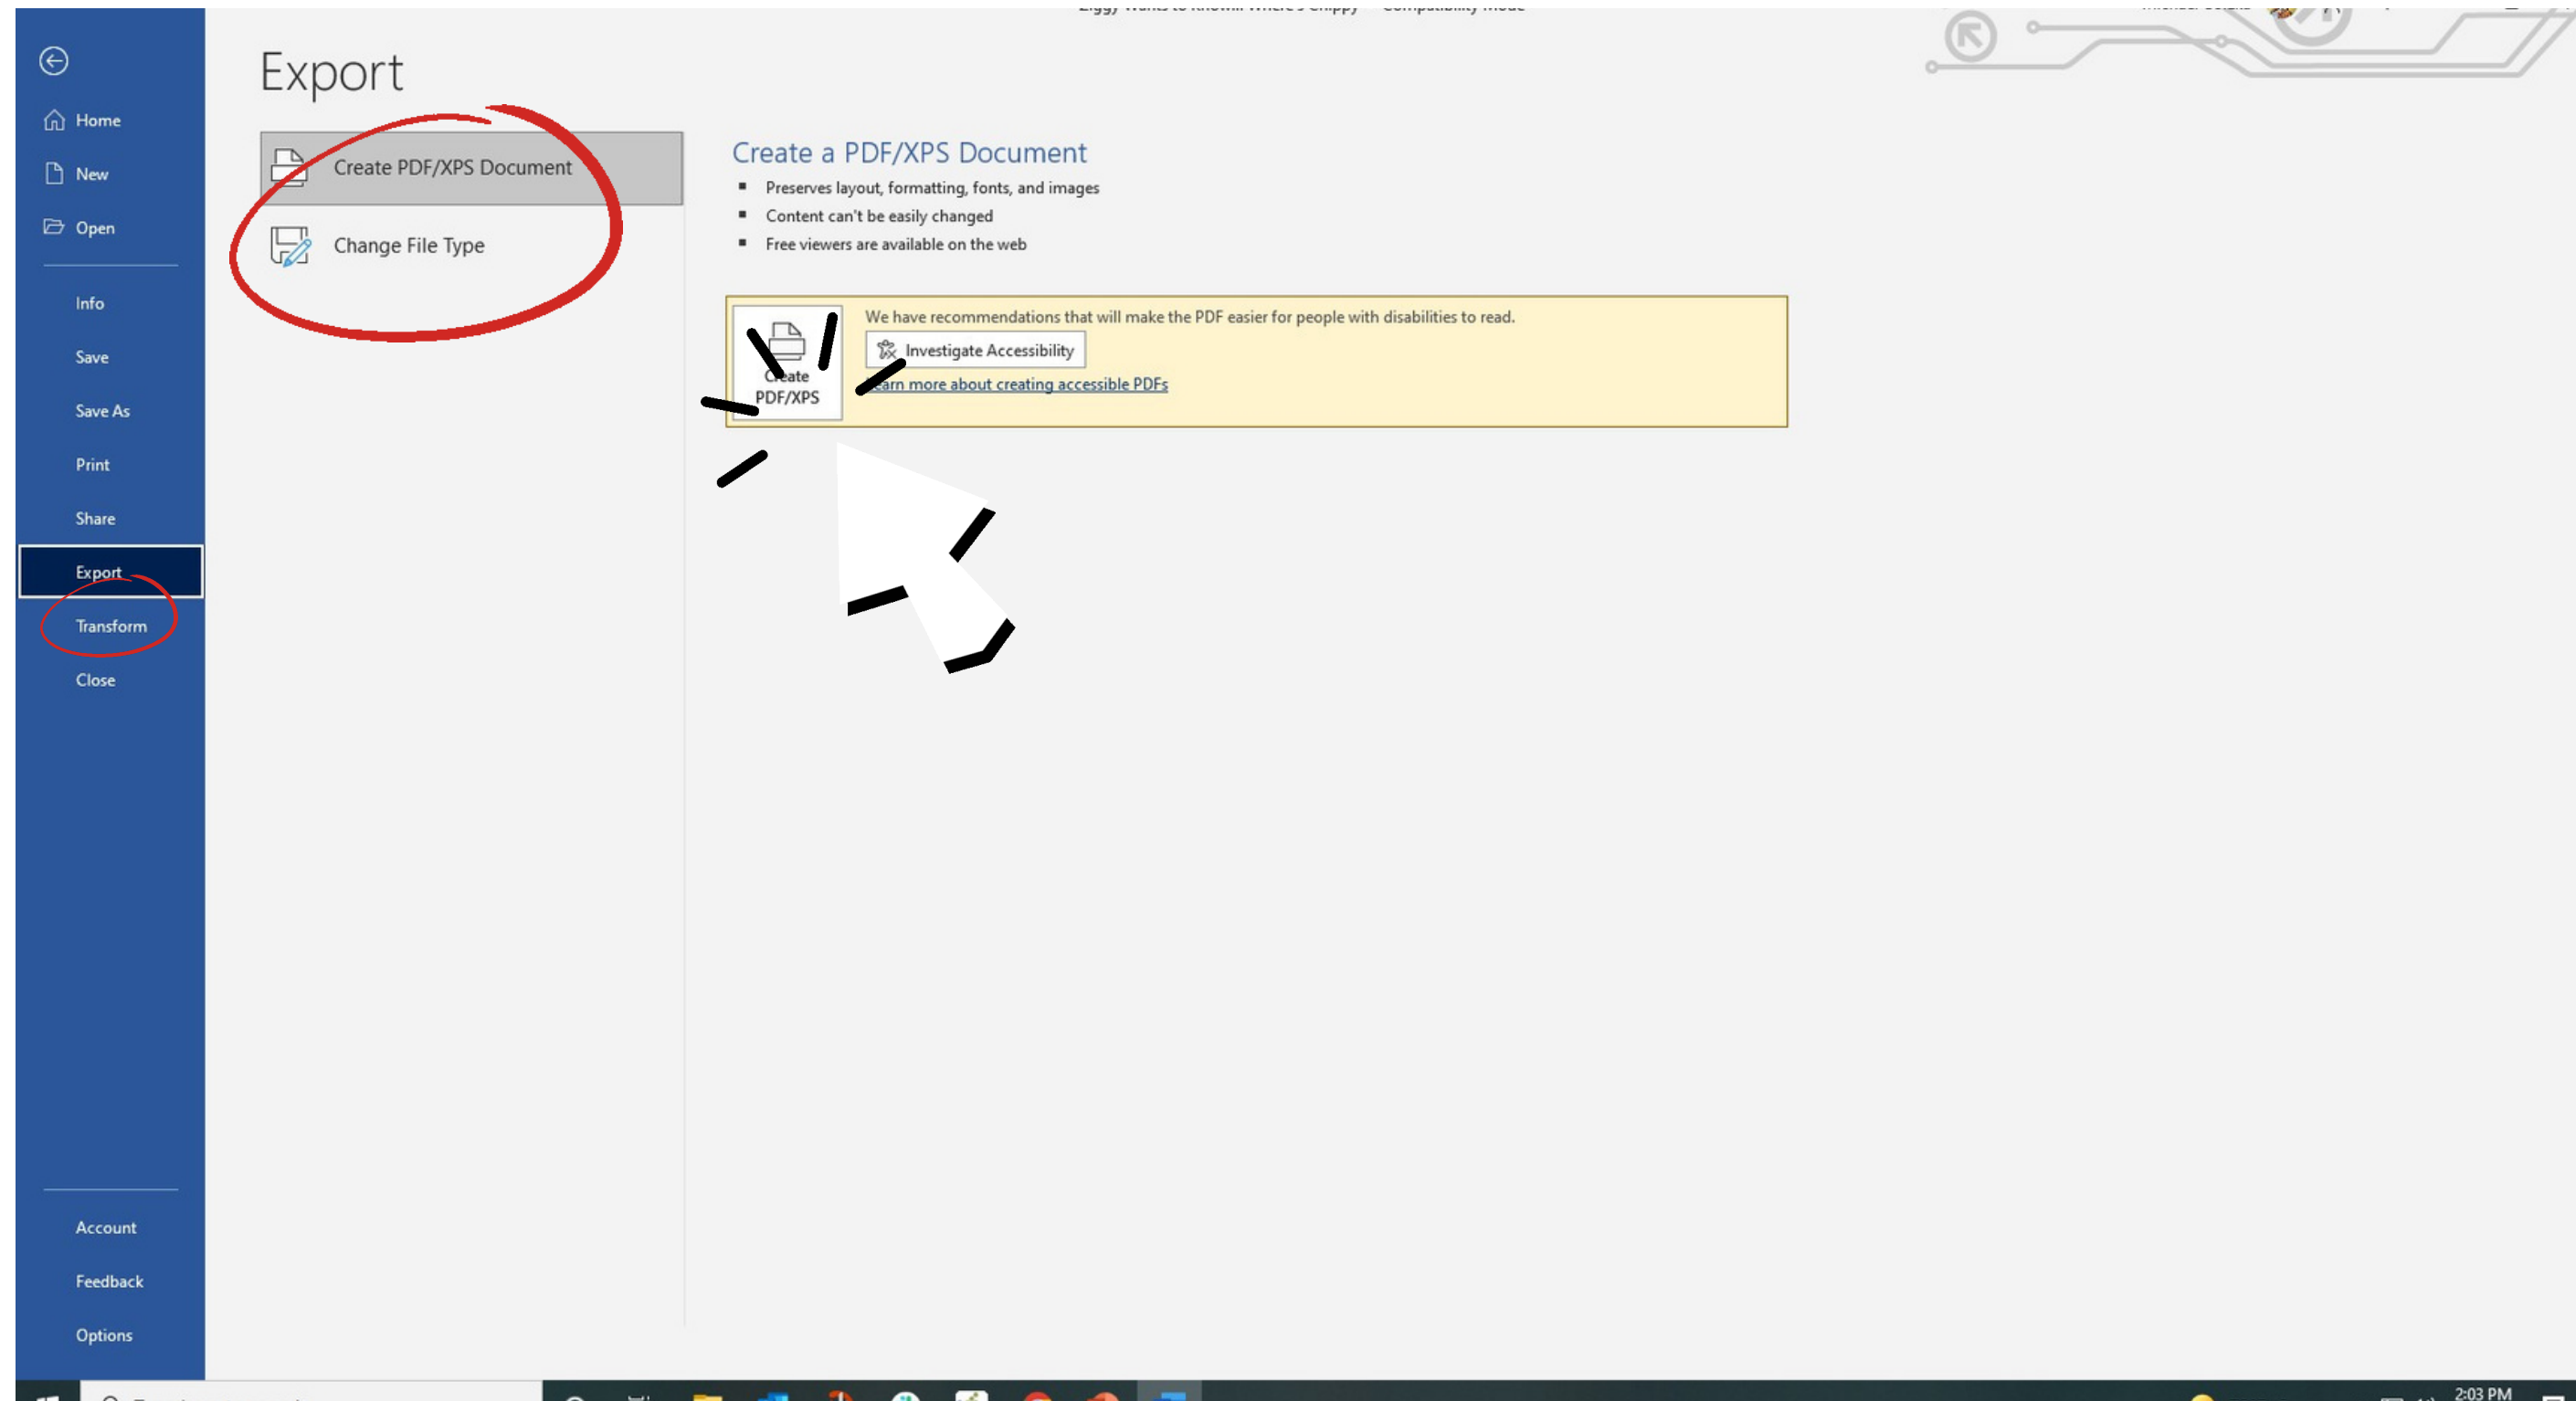 Export
Home
New
Open
Info
Save
Save As
Print
Share
Export
Transform
Close
Account
Feedback
Options
Create PDF/XPS Document
Change File Type
Create a PDF/XPS Document
Preserves layout, formatting, fonts, and images
Content can't be easily changed
Free viewers are available on the web
Create
PDF/XPS
We have recommendations that will make the PDF easier for people with disabilities to read.
Investigate Accessibility
Learn more about creating accessible PDFs
2:03 PM